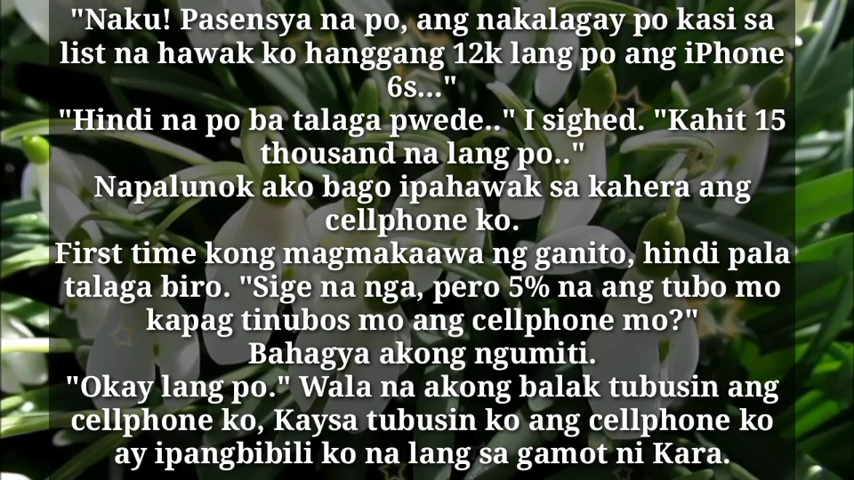 "Naku! Pasensya na po, ang nakalagay po kasi sa
list na hawak ko hanggang 12k lang po ang iPhone
6s..."
"Hindi na po ba talaga pwede.." I sighed. "Kahit 15
thousand na lang po.."
Napalunok ako bago ipahawak sa kahera ang
cellphone ko.
First time kong magmakaawa ng ganito, hindi pala
talaga biro. "Sige na nga, pero 5% na ang tubo mo
kapag tinubos mo ang cellphone mo?"
Bahagya akong ngumiti.
"Okay lang po." Wala na akong balak tubusin ang
cellphone ko, Kaysa tubusin ko ang cellphone ko
ay ipangbibili ko na lang sa gamot ni Kara.